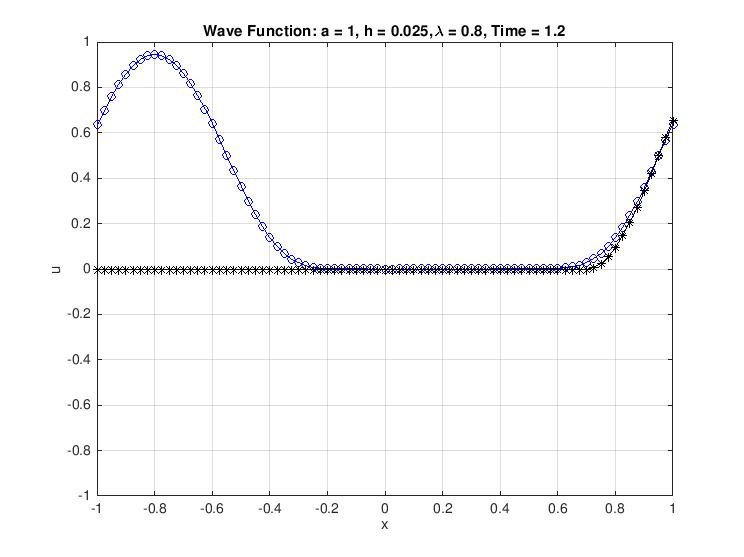 Wave Function: a = 1, h = 0.025, λ = 0.8, Time = 1.2
1
0.8
0.6
0.4
0.2
0
-0.2
-0.4
-0.6
-0.8
-1
u
-1 -0.8 -0.6 -0.4 -0.2 0 0.2 0.4 0.6 0.8 1
x